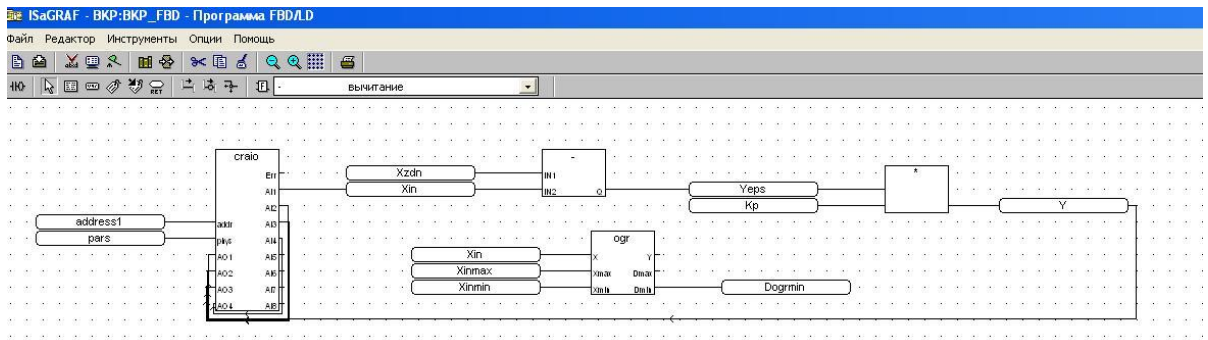 ISaGRAF - BKP:BKP_FBD - Программа FBD/LD
Файл Редактор Инструменты Опции Помощь
RET
- вычитание
craio
Err
AI1
AI2
addr AI3
phys AI4
AO1 AI5
AO2 AI6
AO3 AI7
AO4 AI8
address1
pars
Xzdn
Xin
-
IN1
IN2 Q
Yeps
Kp
*
Y
Xin
Xinmax
Xinmin
ogr
X Y
Xmax Dmax
Xmin Dmin
Dogrmin